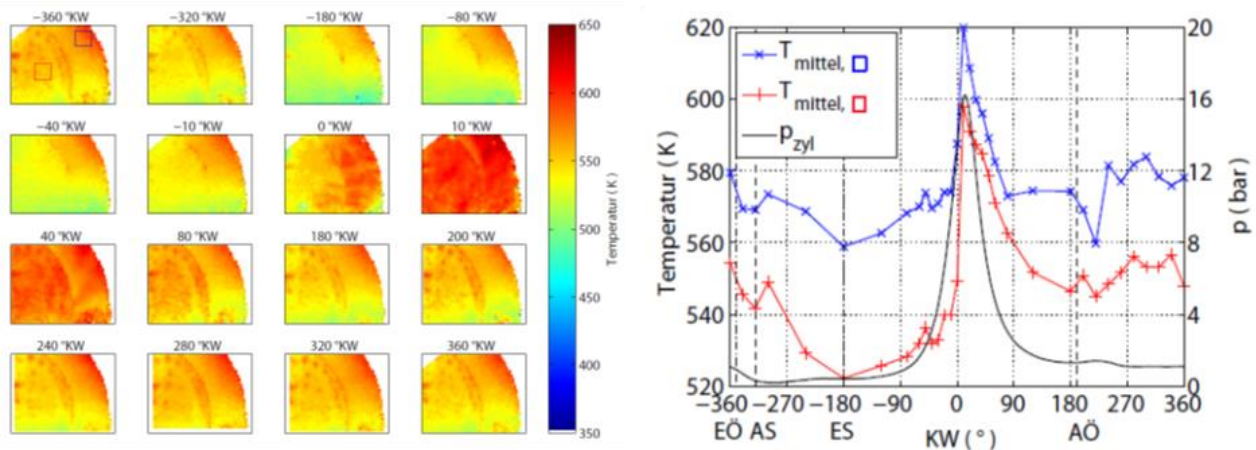 −360 °KW −320 °KW −180 °KW −80 °KW
−40 °KW −10 °KW 0 °KW 10 °KW
40 °KW 80 °KW 180 °KW 200 °KW
240 °KW 280 °KW 320 °KW 360 °KW
650
600
550
500
450
400
350
Temperatur ( K )
T mittel,
T mittel,
p zyl
620
600
580
560
540
520
Temperatur ( K )
20
16
12
8
4
0
p ( bar )
−360 −270 −180 −90 0 90 180 270 360
EÖ AS ES KW ( ° ) AÖ